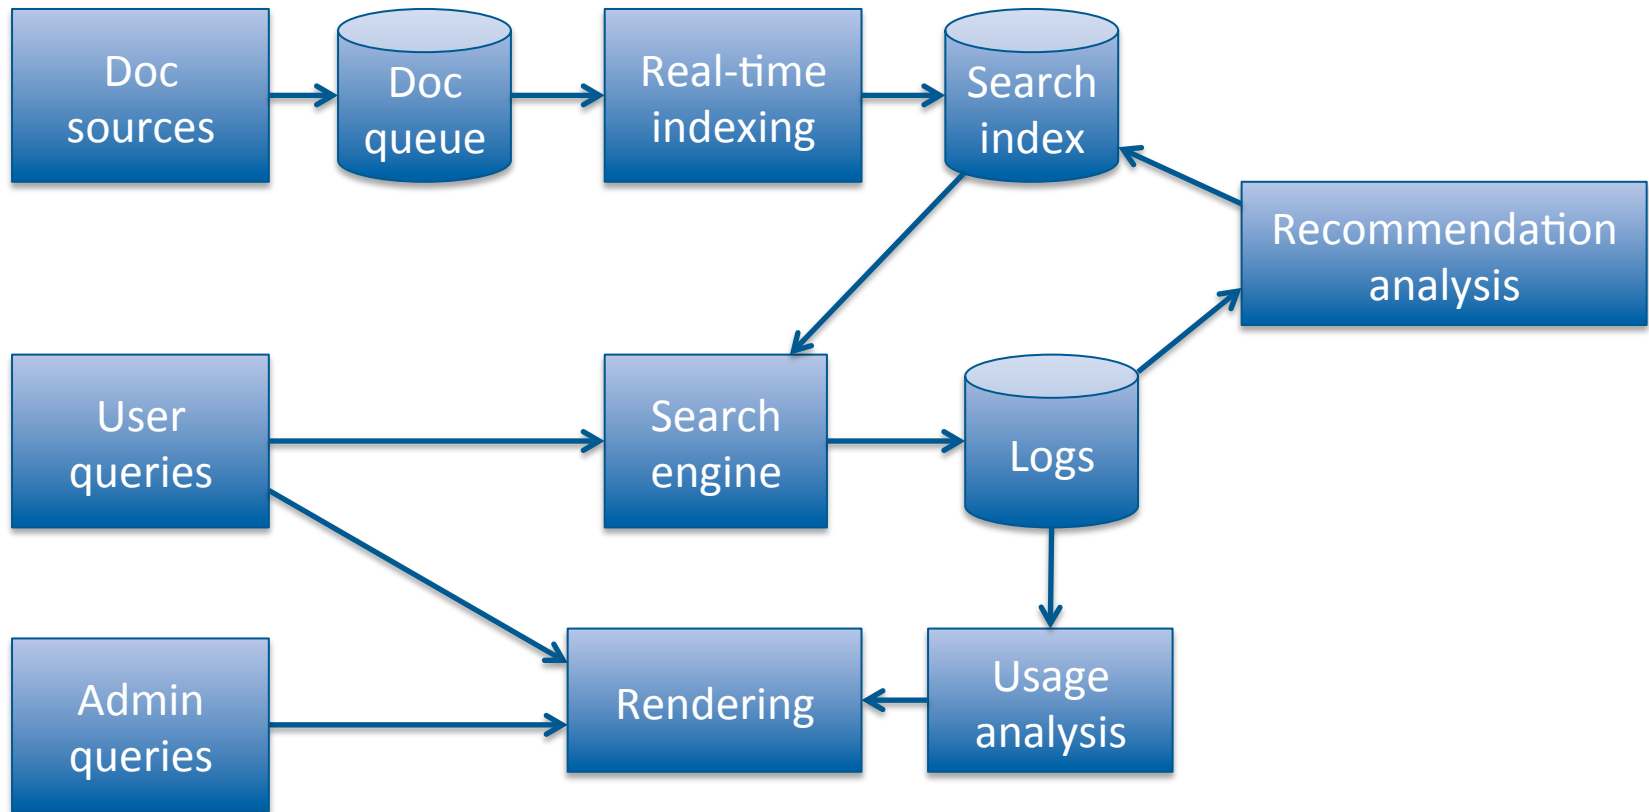 Doc
sources
Doc
queue
Real-time
indexing
Search
index
Recommendation
analysis
User
queries
Search
engine
Logs
Admin
queries
Rendering
Usage
analysis